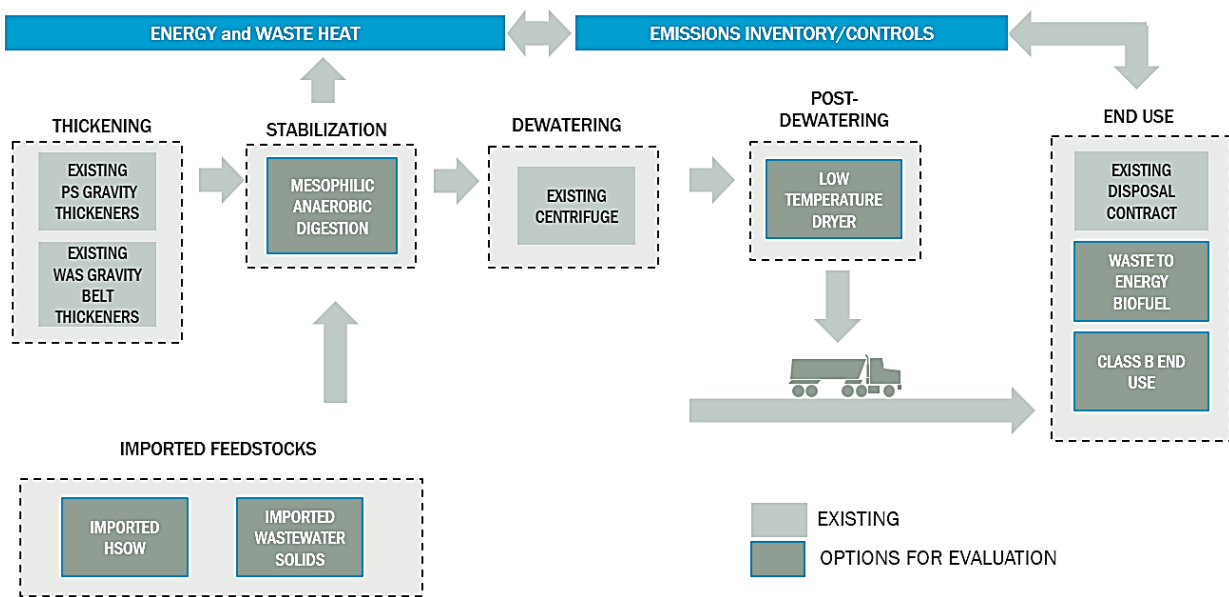 ENERGY and WASTE HEAT
EMISSIONS INVENTORY/CONTROLS
THICKENING
EXISTING
PS GRAVITY
THICKENERS
EXISTING
WAS GRAVITY
BELT
THICKENERS
STABILIZATION
MESOPHILIC
ANAEROBIC
DIGESTION
DEWATERING
EXISTING
CENTRIFUGE
POST-
DEWATERING
LOW
TEMPERATURE
DRYER
END USE
EXISTING
DISPOSAL
CONTRACT
WASTE TO
ENERGY
BIOFUEL
CLASS B END
USE
IMPORTED FEEDSTOCKS
IMPORTED
HSOW
IMPORTED
WASTEWATER
SOLIDS
EXISTING
OPTIONS FOR EVALUATION